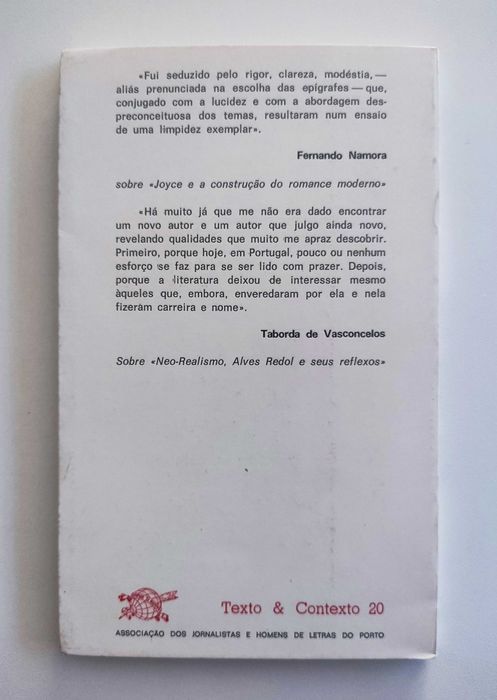 «Fui seduzido pelo rigor, clareza, modéstia, —
aliás prenunciada na escolha das epígrafes — que,
conjugado com a lucidez e com a abordagem des-
preconceituosa dos temas, resultaram num ensaio
de uma limpidez exemplar».
Fernando Namora
sobre «Joyce e a construção do romance moderno»
«Há muito já que me não era dado encontrar
um novo autor e um autor que julgo ainda novo,
revelando qualidades que muito me apraz descobrir.
Primeiro, porque hoje, em Portugal, pouco ou nenhum
esforço se faz para se ser lido com prazer. Depois,
porque a literatura deixou de interessar mesmo
àqueles que, embora, enveredaram por ela e nela
fizeram carreira e nome».
Taborda de Vasconcelos
Sobre «Neo-Realismo, Alves Redol e seus reflexos»
Texto & Contexto 20
ASSOCIAÇÃO DOS JORNALISTAS E HOMENS DE LETRAS DO PORTO